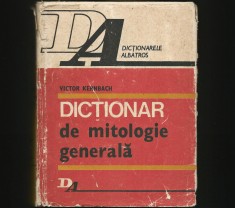 DA
DICȚIONARELE
ALBATROS
VICTOR KERNBACH
DICȚIONAR
de mitologie
generală
DA